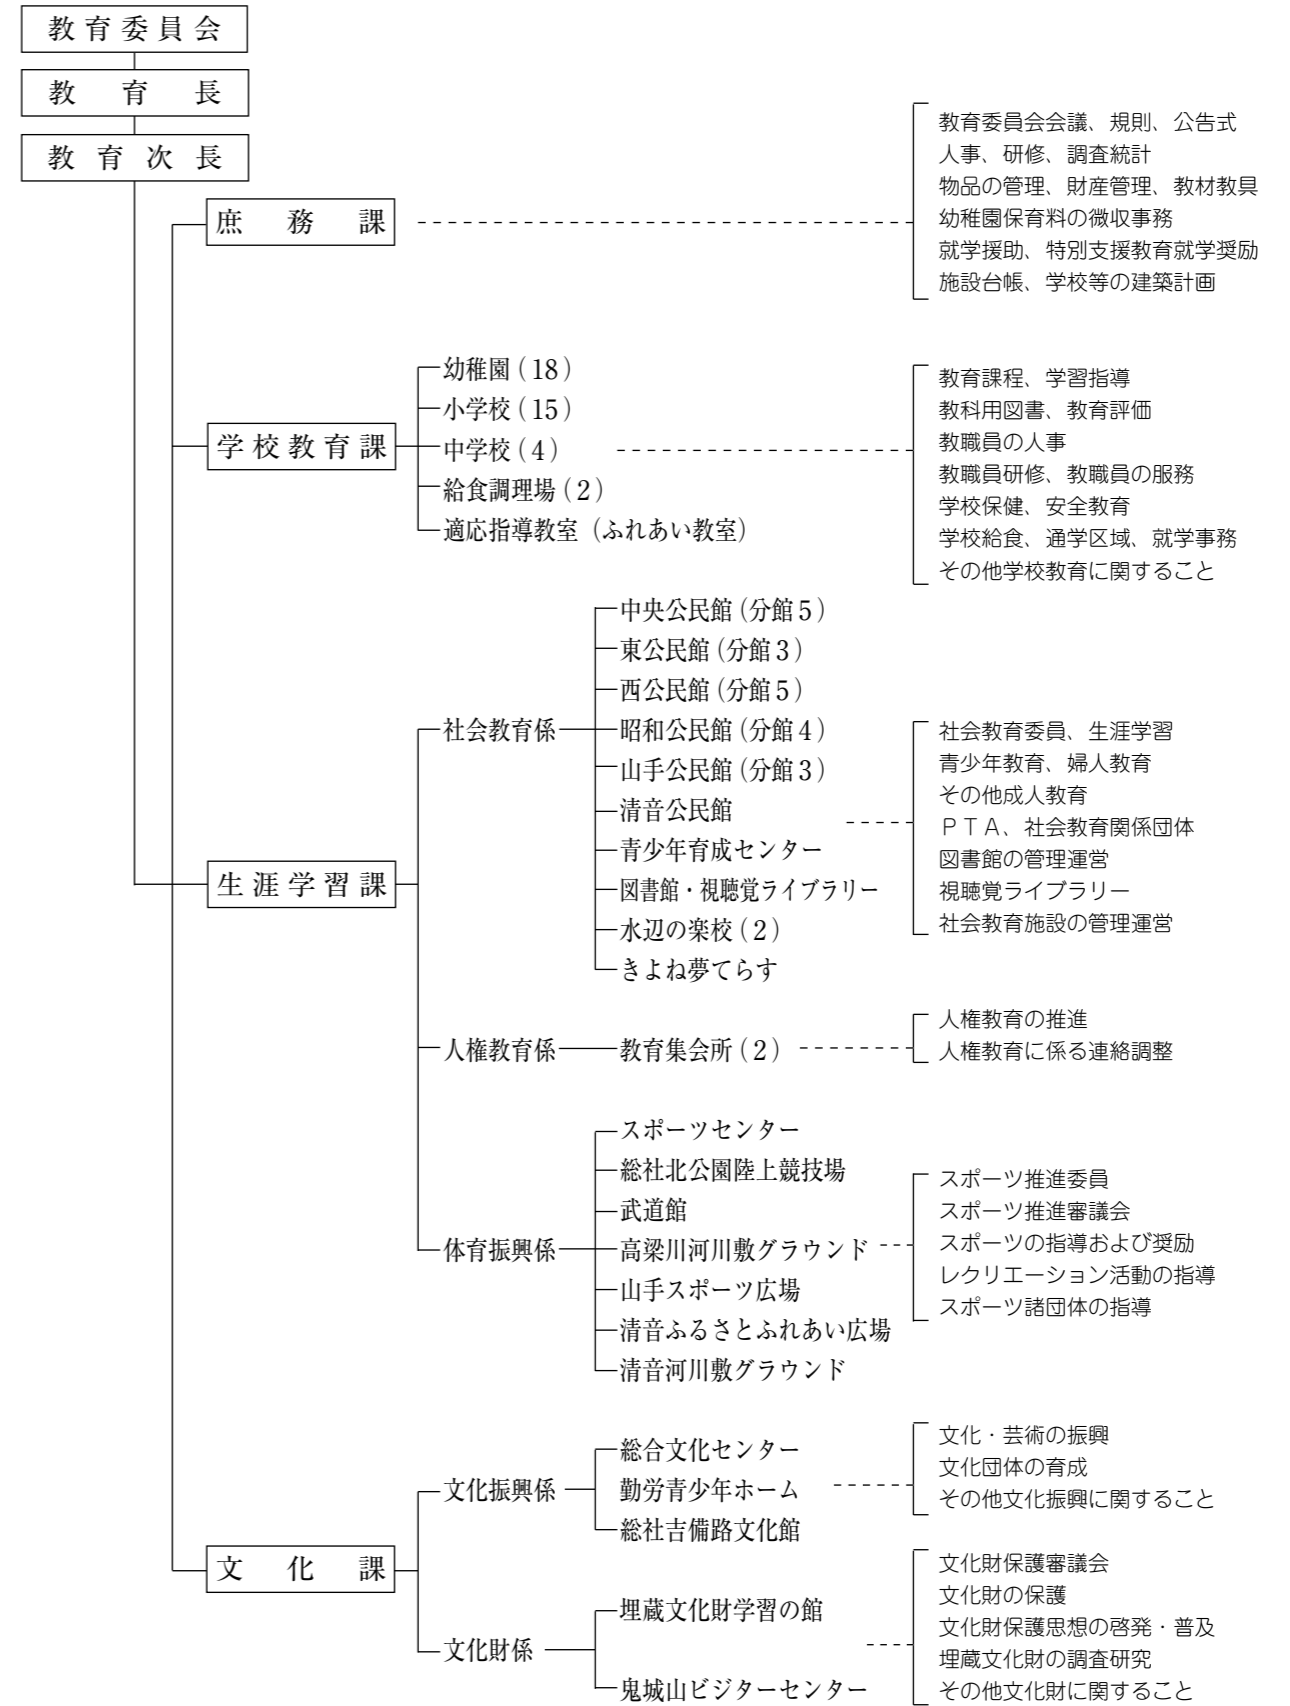 教育委員会
教育長
教育次長
庶務課
教育委員会会議、規則、公告式
人事、研修、調査統計
物品の管理、財産管理、教材教具
幼稚園保育料の徴収事務
就学援助、特別支援教育就学奨励
施設台帳、学校等の建築計画
学校教育課
幼稚園(18)
小学校(15)
中学校(4)
給食調理場(2)
適応指導教室(ふれあい教室)
教育課程、学習指導
教科用図書、教育評価
教職員の人事
教職員研修、教職員の服務
学校保健、安全教育
学校給食、通学区域、就学事務
その他学校教育に関すること
生涯学習課
社会教育係
中央公民館(分館5)
東公民館(分館3)
西公民館(分館5)
昭和公民館(分館4)
山手公民館(分館3)
清音公民館
青少年育成センター
図書館・視聴覚ライブラリー
水辺の楽校(2)
きよね夢てらす
社会教育委員、生涯学習
青少年教育、婦人教育
その他成人教育
PTA、社会教育関係団体
図書館の管理運営
視聴覚ライブラリー
社会教育施設の管理運営
人権教育係
教育集会所(2)
人権教育の推進
人権教育に係る連絡調整
体育振興係
スポーツセンター
総社北公園陸上競技場
武道館
高梁川河川敷グラウンド
山手スポーツ広場
清音ふるさとふれあい広場
清音河川敷グラウンド
スポーツ推進委員
スポーツ推進審議会
スポーツの指導および奨励
レクリエーション活動の指導
スポーツ諸団体の指導
文化課
文化振興係
総合文化センター
勤労青少年ホーム
総社吉備路文化館
文化・芸術の振興
文化団体の育成
その他文化振興に関すること
文化財係
埋蔵文化財学習の館
鬼城山ビジターセンター
文化財保護審議会
文化財の保護
文化財保護思想の啓発・普及
埋蔵文化財の調査研究
その他文化財に関すること